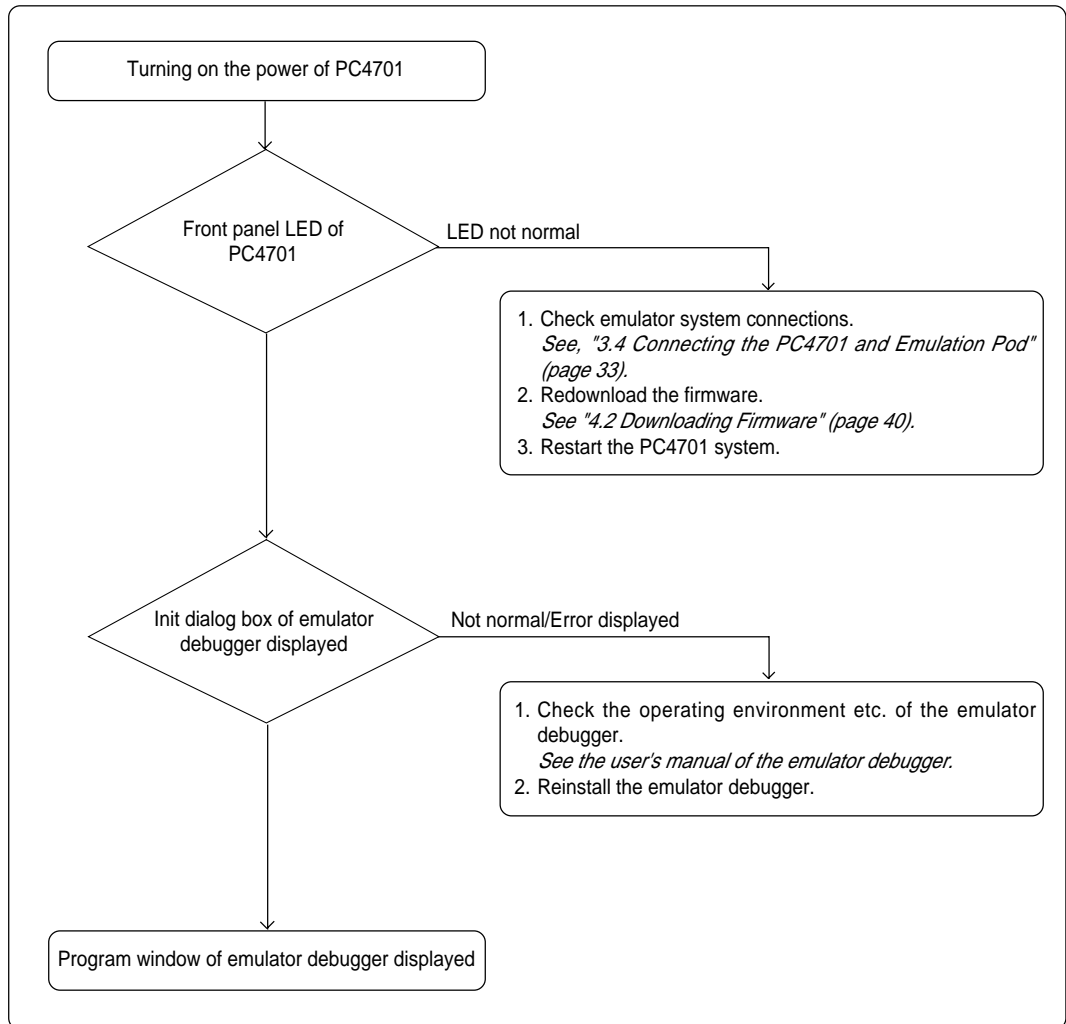 Turning on the power of PC4701
Front panel LED of
PC4701
LED not normal
1. Check emulator system connections.
See, "3.4 Connecting the PC4701 and Emulation Pod"
(page 33).
2. Redownload the firmware.
See "4.2 Downloading Firmware" (page 40).
3. Restart the PC4701 system.
Init dialog box of emulator
debugger displayed
Not normal/Error displayed
1. Check the operating environment etc. of the emulator
debugger.
See the user's manual of the emulator debugger.
2. Reinstall the emulator debugger.
Program window of emulator debugger displayed